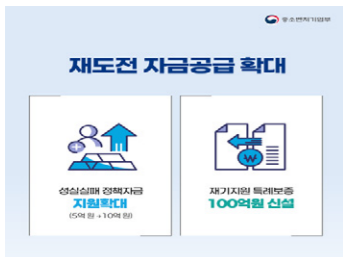 중소벤처기업부
재도전 자금공급 확대
성실실패 정책자금
지원확대
(5억 원→10억 원)
재기지원 특례보증
100억원 신설